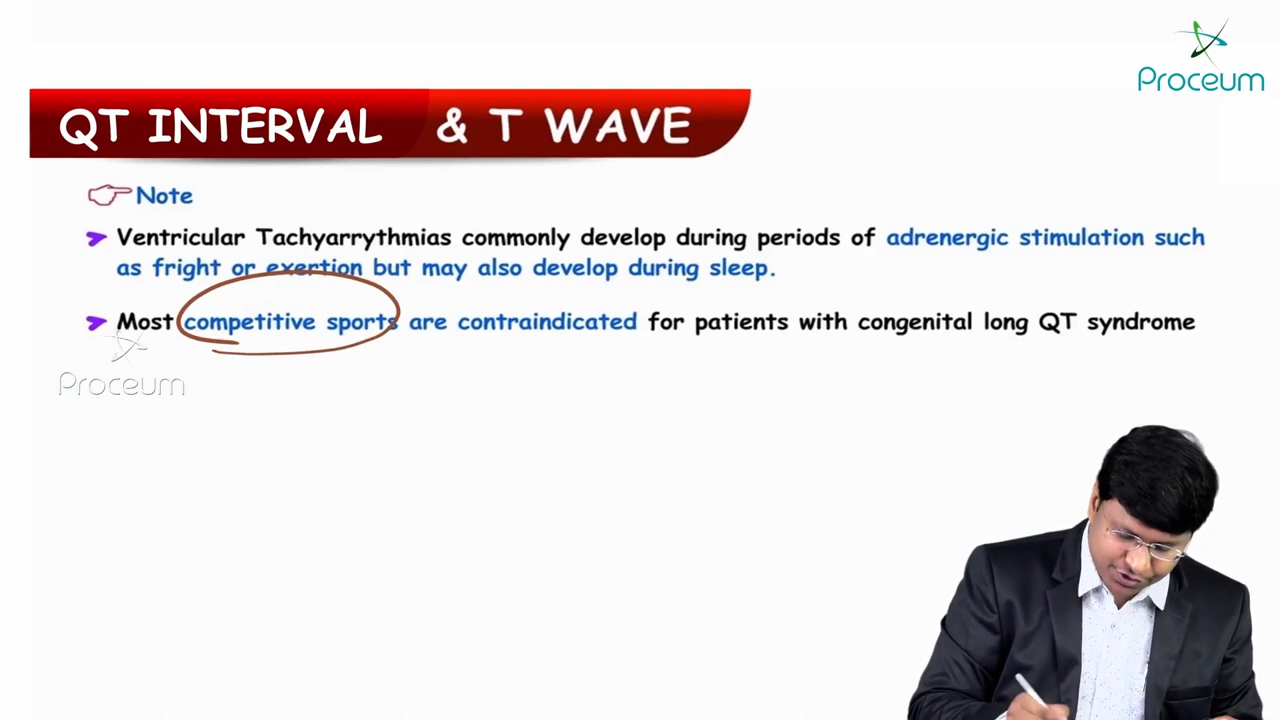 Proceum
QT INTERVAL & T WAVE
Note
Ventricular Tachyarrythmias commonly develop during periods of adrenergic stimulation such
as fright or exertion but may also develop during sleep.
Most competitive sports are contraindicated for patients with congenital long QT syndrome
Proceum